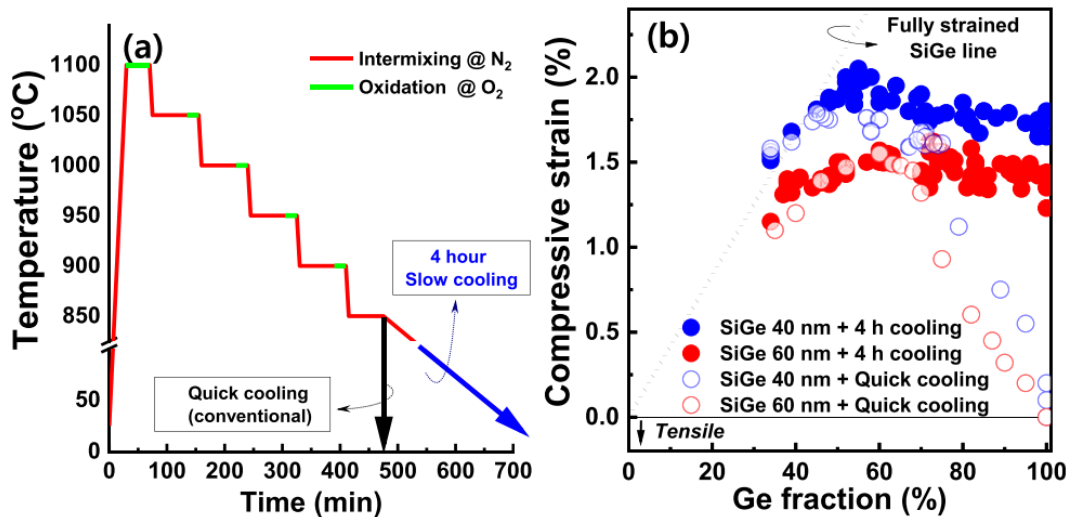 (a)
Intermixing @ N₂
Oxidation @ O₂
Temperature (ºC)
1100
1050
1000
950
900
850
50
0
4 hour
Slow cooling
Quick cooling
(conventional)
0 100 200 300 400 500 600 700
Time (min)
(b)
Fully strained
SiGe line
Compressive strain (%)
2.0
1.5
1.0
0.5
0.0
SiGe 40 nm + 4 h cooling
SiGe 60 nm + 4 h cooling
SiGe 40 nm + Quick cooling
SiGe 60 nm + Quick cooling
Tensile
0 20 40 60 80 100
Ge fraction (%)